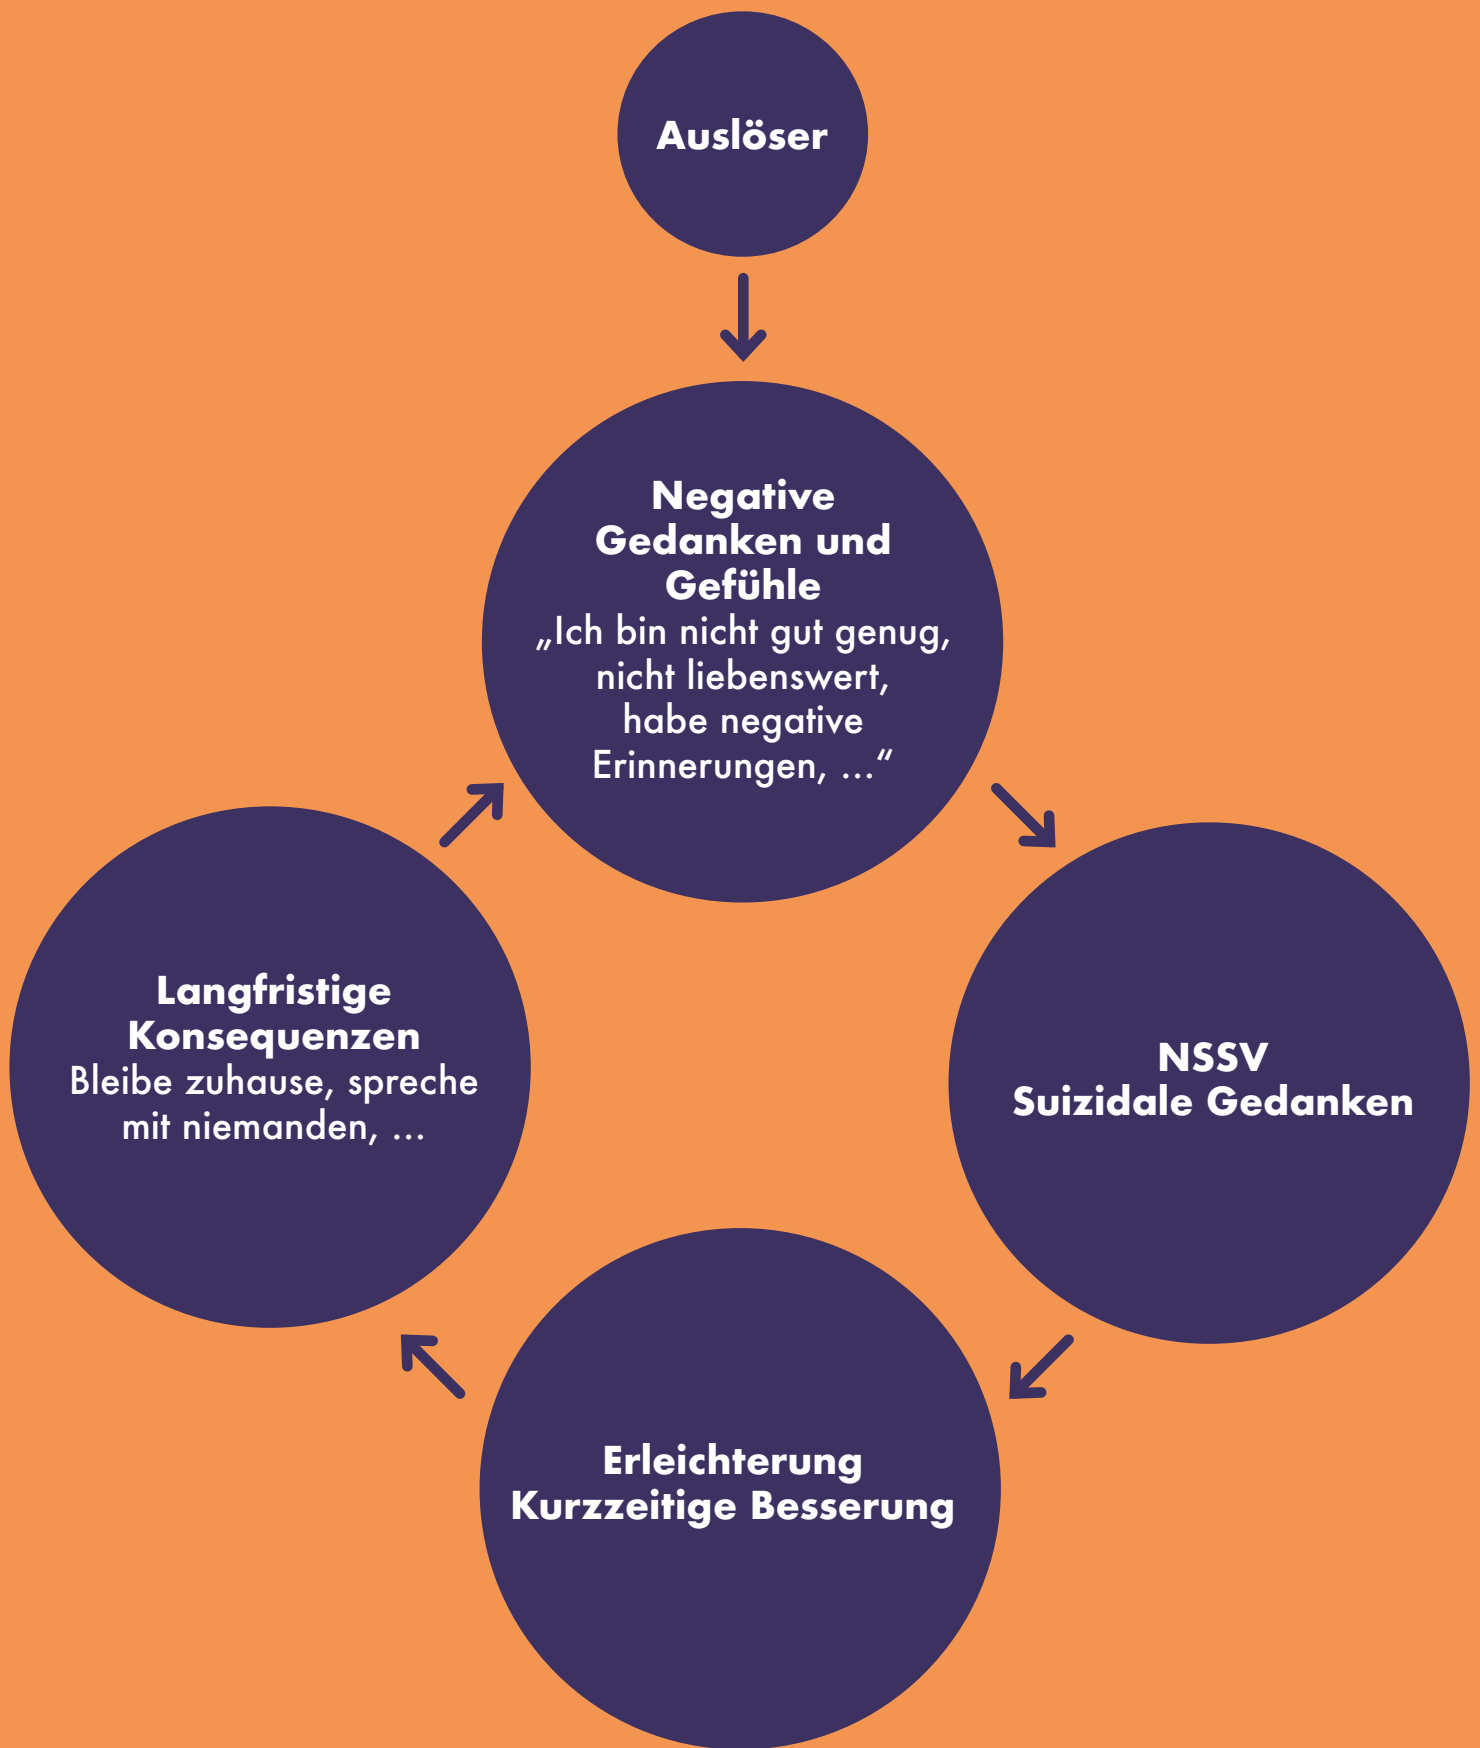 Auslöser
Negative
Gedanken und
Gefühle
„Ich bin nicht gut genug,
nicht liebenswert,
habe negative
Erinnerungen, ...“
Langfristige
Konsequenzen
Bleibe zuhause, spreche
mit niemanden, ...
NSSV
Suizidale Gedanken
Erleichterung
Kurzzeitige Besserung